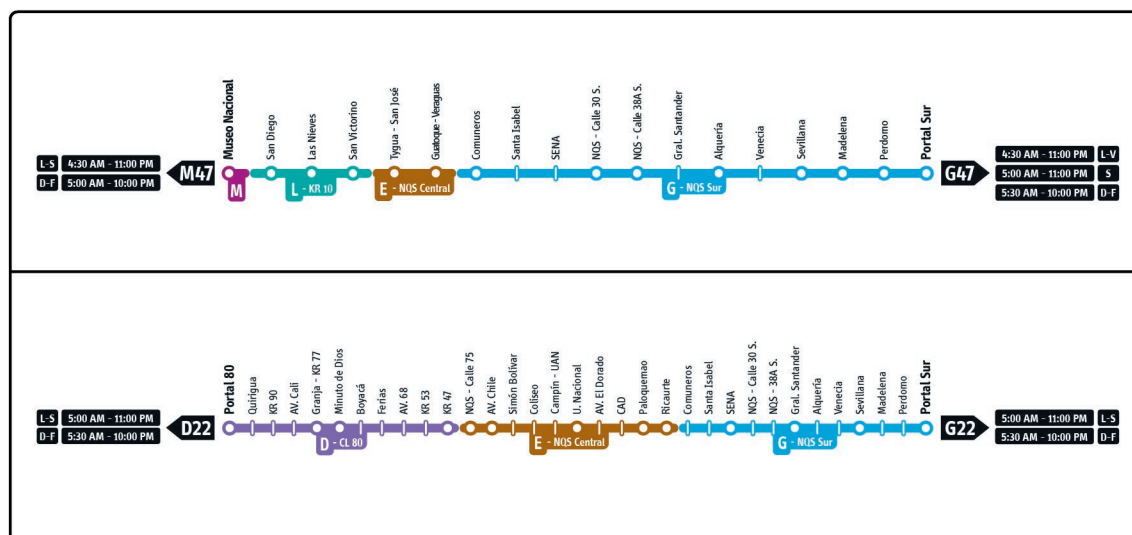 L-S 4:30 AM - 11:00 PM
D-F 5:00 AM - 10:00 PM
M47
Museo Nacional
San Diego
Las Nieves
San Victorino
Tygua - San José
Guatoque - Veraguas
Comuneros
Santa Isabel
SENA
NQS - Calle 30 S.
NQS - Calle 38A S.
Gral. Santander
Alquería
Venecia
Sevillana
Madelena
Perdomo
Portal Sur
M
L - KR 10
E - NQS Central
G - NQS Sur
G47
4:30 AM - 11:00 PM L-V
5:00 AM - 11:00 PM S
5:30 AM - 10:00 PM D-F
L-S 5:00 AM - 11:00 PM
D-F 5:30 AM - 10:00 PM
D22
Portal 80
Quirigua
KR 90
AV. Cali
Granja - KR 77
Minuto de Dios
Boyacá
Ferias
AV. 68
KR 53
KR 47
NQS - Calle 75
AV. Chile
Simón Bolívar
Coliseo
Campín - UAN
U. Nacional
AV. El Dorado
CAD
Paloquemao
Ricaurte
Comuneros
Santa Isabel
SENA
NQS - Calle 30 S.
NQS - 38A S.
Gral. Santander
Alquería
Venecia
Sevillana
Madelena
Perdomo
Portal Sur
D - CL 80
E - NQS Central
G - NQS Sur
G22
5:00 AM - 11:00 PM L-S
5:30 AM - 10:00 PM D-F